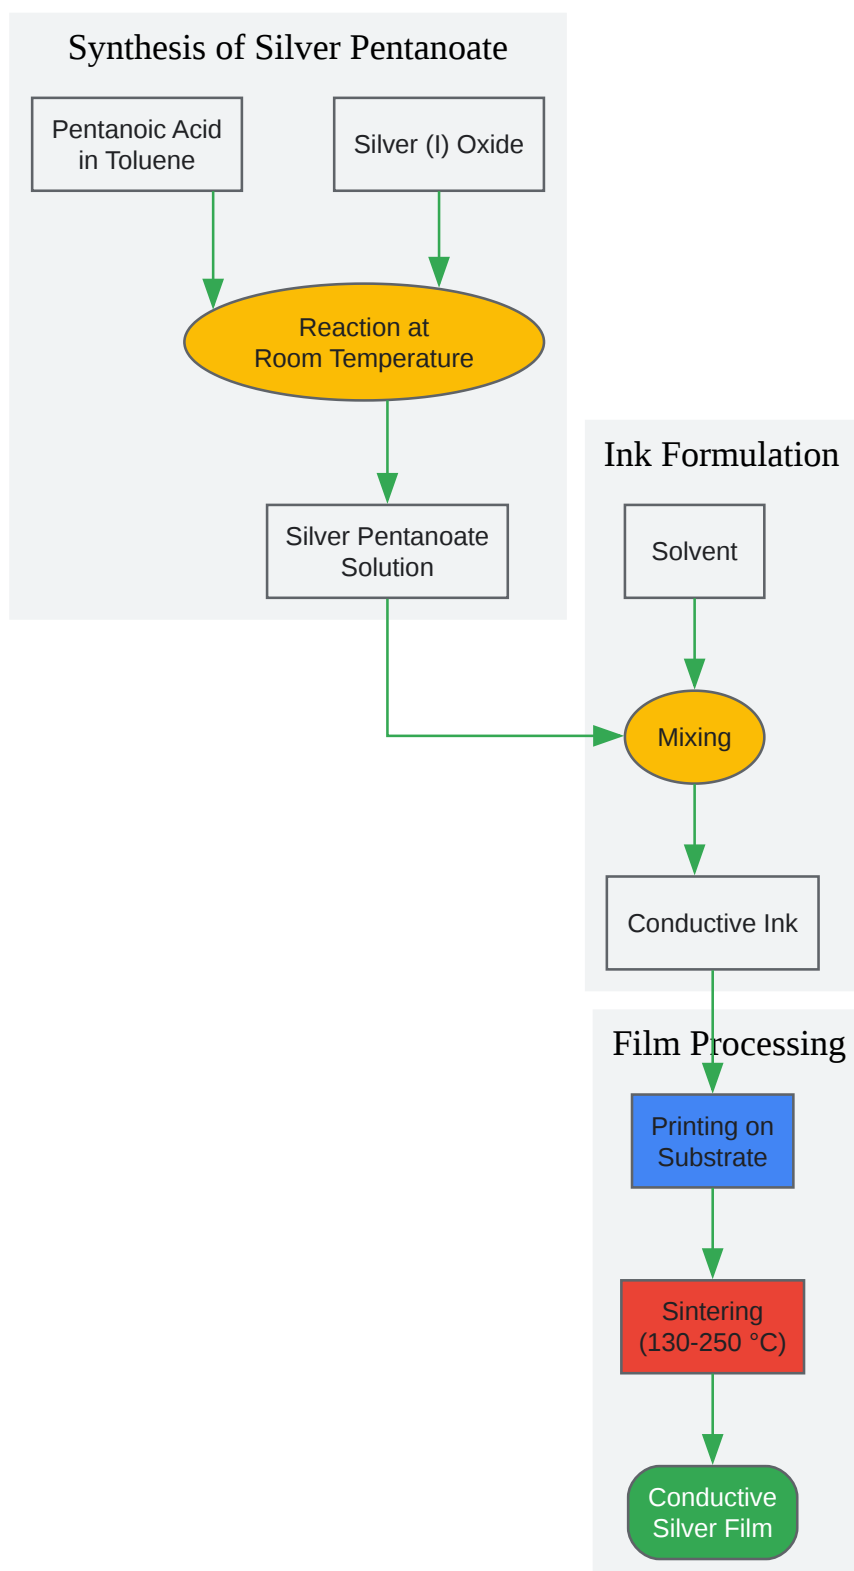 Synthesis of Silver Pentanoate
Pentanoic Acid
in Toluene
Silver (I) Oxide
Reaction at
Room Temperature
Silver Pentanoate
Solution
Ink Formulation
Solvent
Mixing
Conductive Ink
Film Processing
Printing on
Substrate
Sintering
(130-250 °C)
Conductive
Silver Film